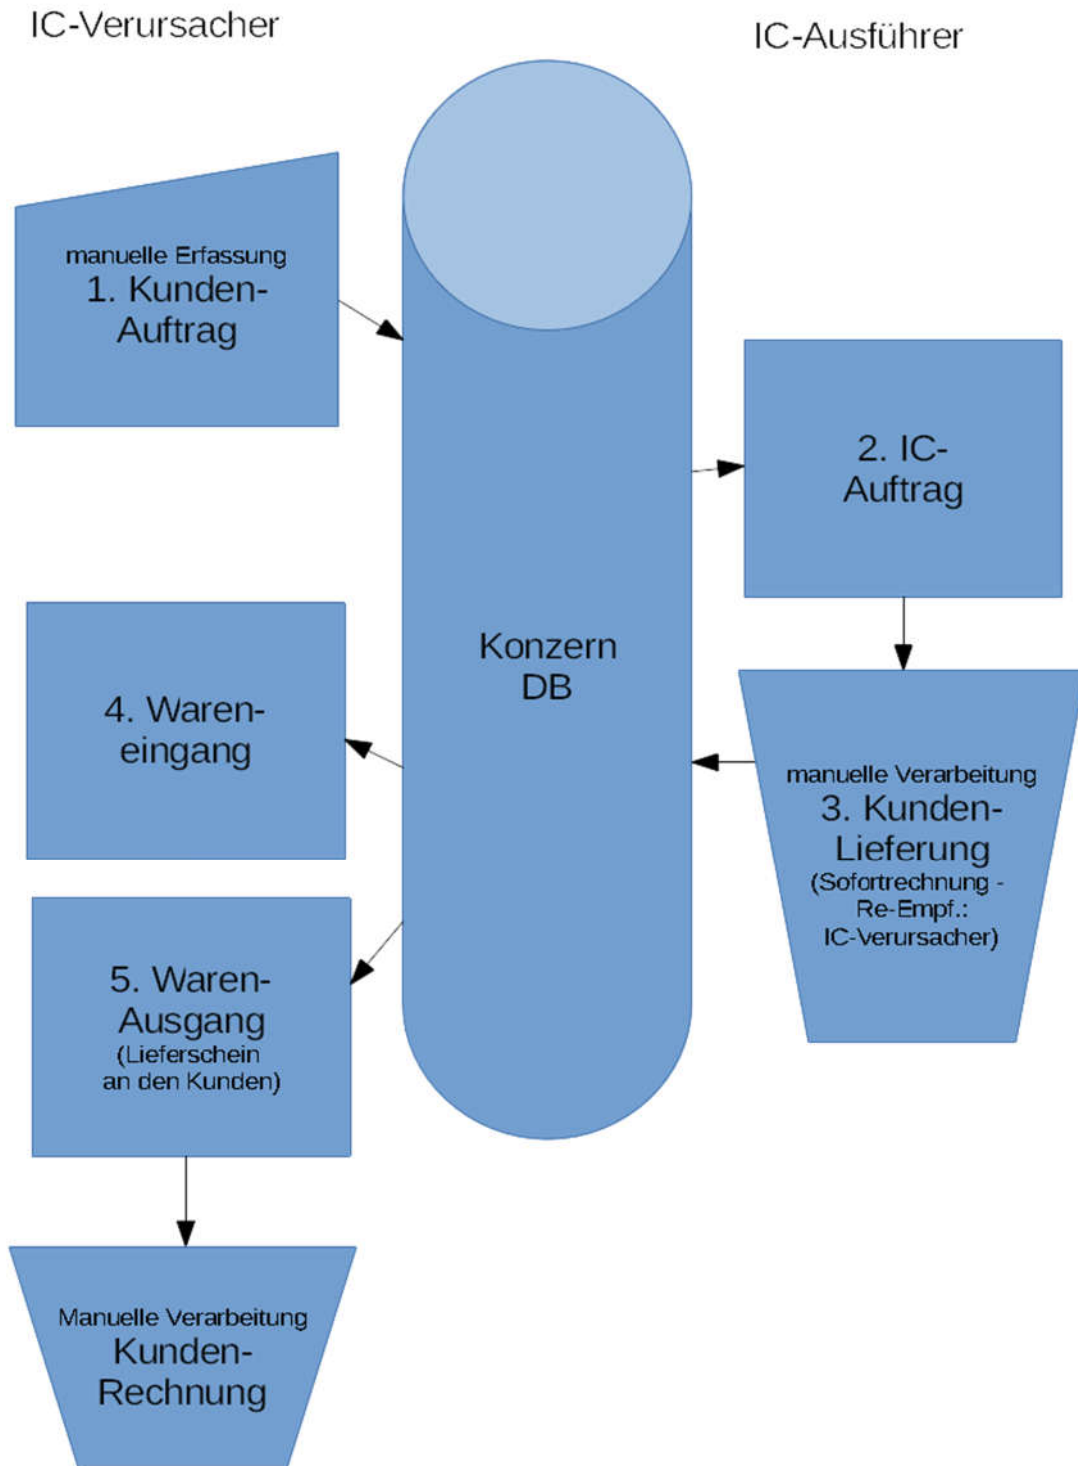 IC-Verursacher
IC-Ausführer
manuelle Erfassung
1. Kunden-
Auftrag
2. IC-
Auftrag
Konzern
DB
4. Waren-
eingang
manuelle Verarbeitung
3. Kunden-
Lieferung
(Sofortrechnung -
Re-Empf.:
IC-Verursacher)
5. Waren-
Ausgang
(Lieferschein
an den Kunden)
Manuelle Verarbeitung
Kunden-
Rechnung